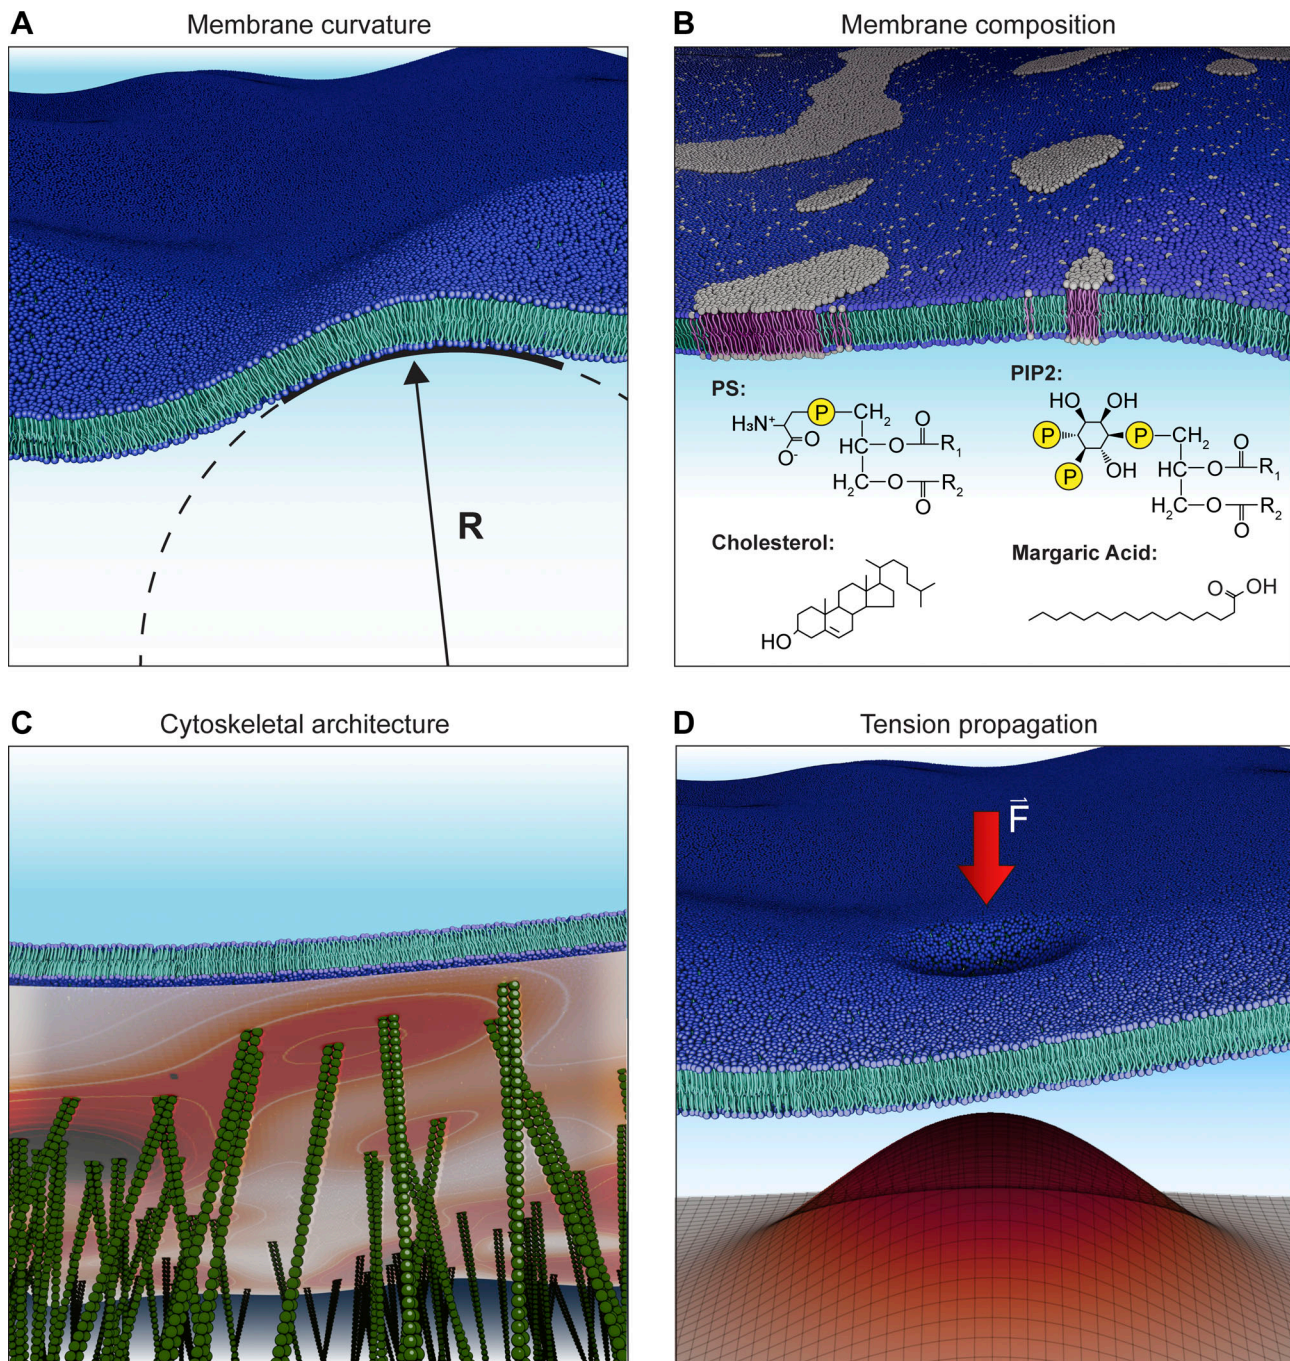 A Membrane curvature
R
B Membrane composition
PS:
H₃N⁺
P
CH₂
O
O⁻
HC
O
R₁
O
H₂C
O
R₂
O
PIP2:
HO
OH
P
P
P
OH
CH₂
HC
O
R₁
O
H₂C
O
R₂
O
Cholesterol:
HO
Margaric Acid:
O
OH
C Cytoskeletal architecture
D Tension propagation
F⃗